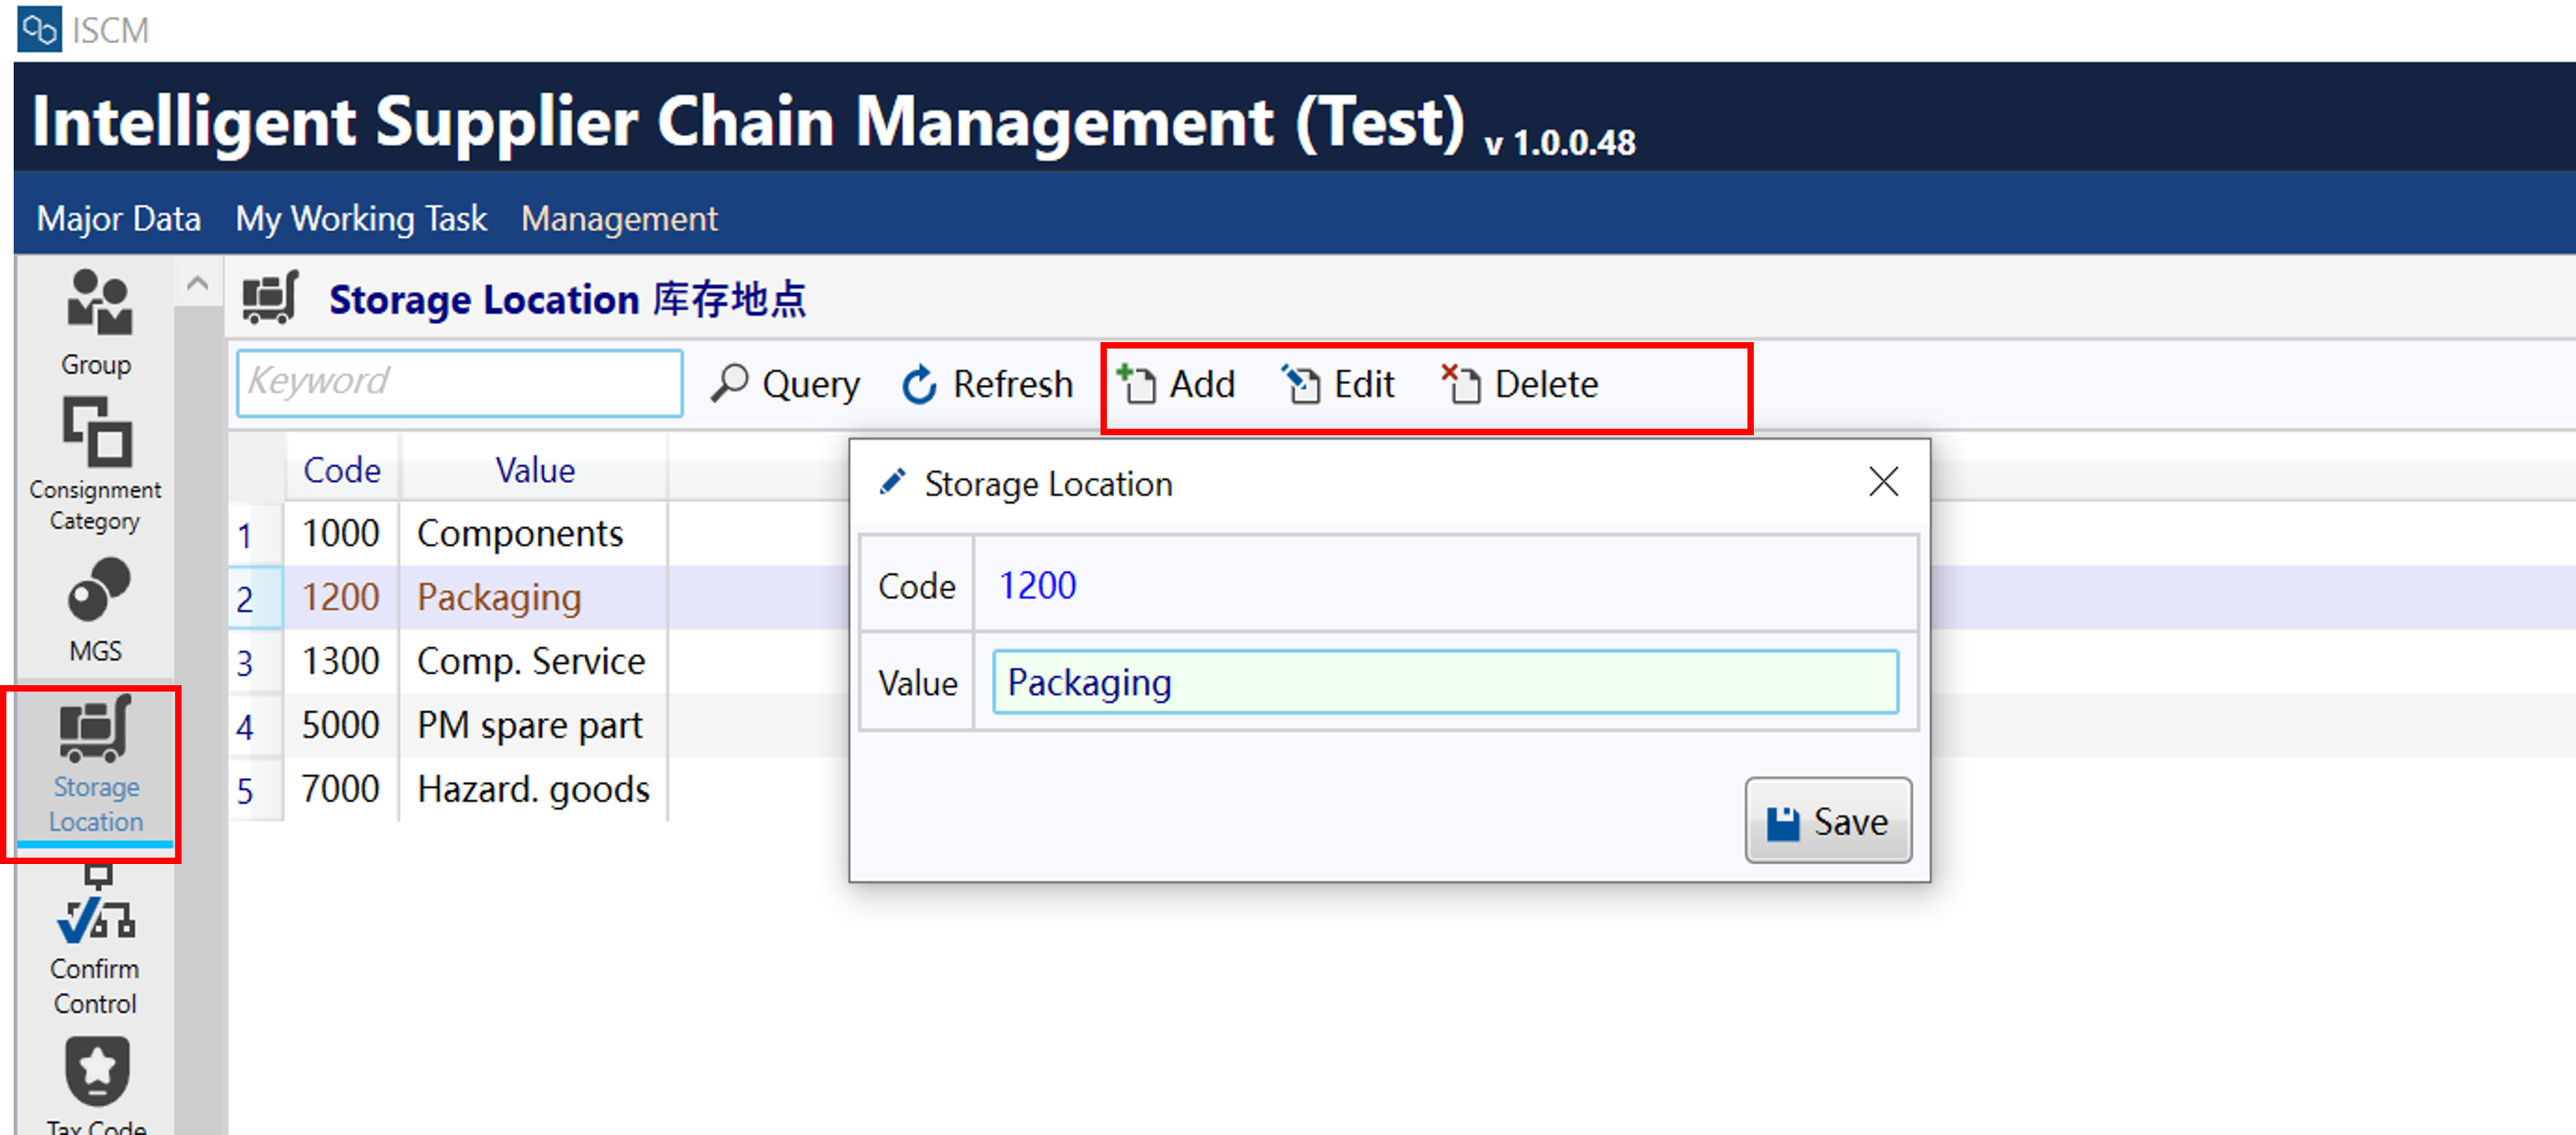 ISCM
Intelligent Supplier Chain Management (Test) v 1.0.0.48
Major Data My Working Task Management
Group
Consignment
Category
MGS
Storage
Location
Confirm
Control
Tax Code
Storage Location 库存地点
Keyword Query Refresh Add Edit Delete
Code Value
1 1000 Components
2 1200 Packaging
3 1300 Comp. Service
4 5000 PM spare part
5 7000 Hazard. goods
Storage Location
Code 1200
Value Packaging
Save